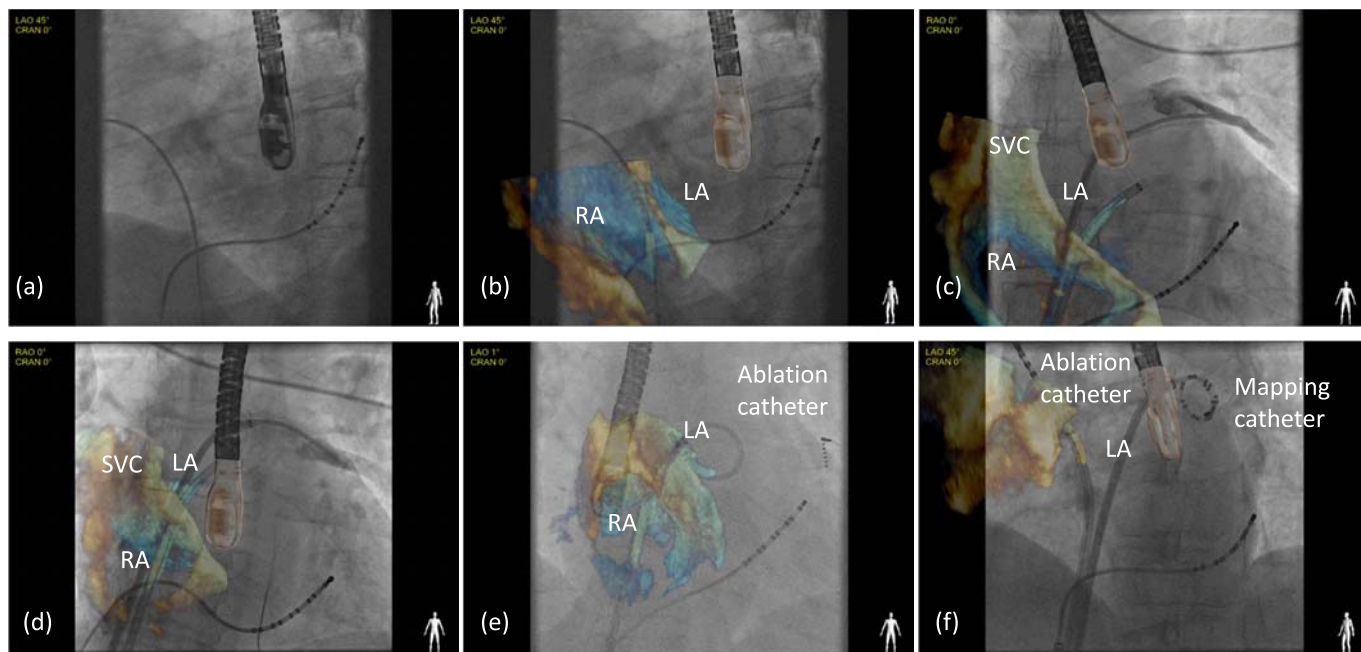 LAO 45°
CRAN 0°
(a)
LAO 45°
CRAN 0°
LA
RA
(b)
RAO 0°
CRAN 0°
SVC
LA
RA
(c)
RAO 0°
CRAN 0°
SVC
LA
RA
(d)
LAO 1°
CRAN 0°
Ablation
catheter
LA
RA
(e)
LAO 45°
CRAN 0°
Ablation
catheter
Mapping
catheter
LA
(f)